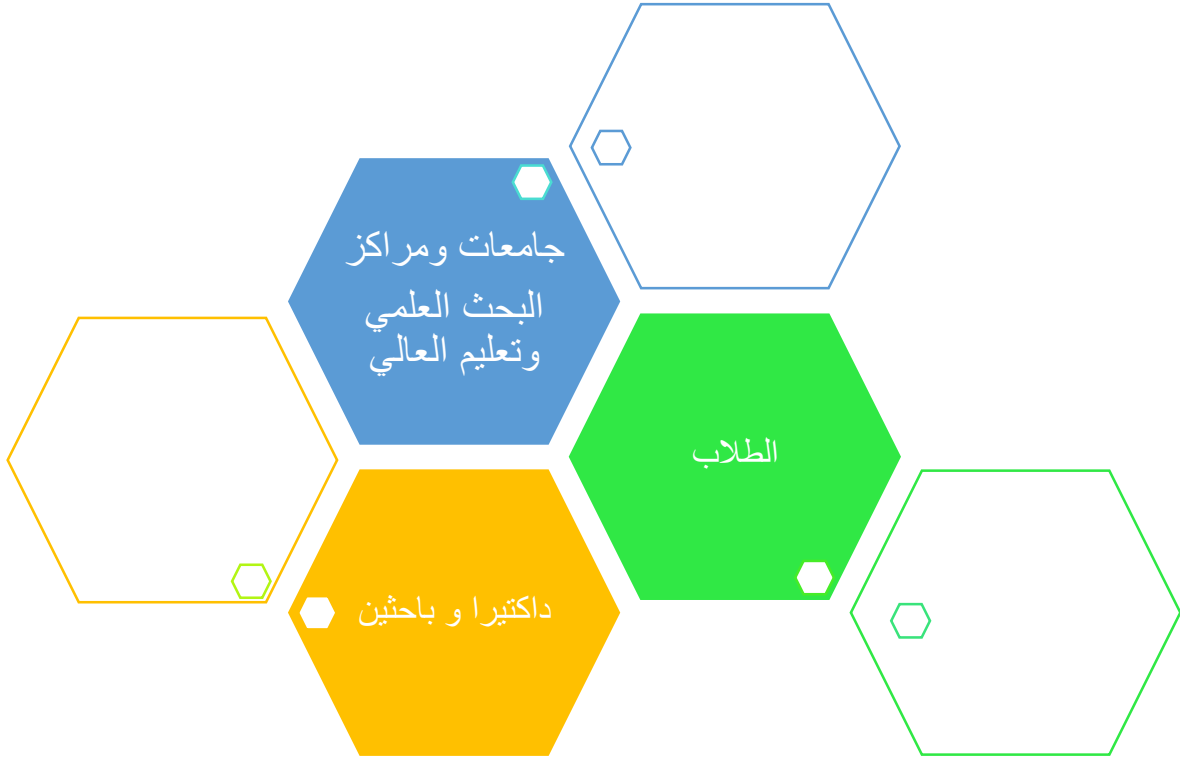 جامعات ومراكز
البحث العلمي
وتعليم العالي
الطلاب
داكتيرا و باحثين